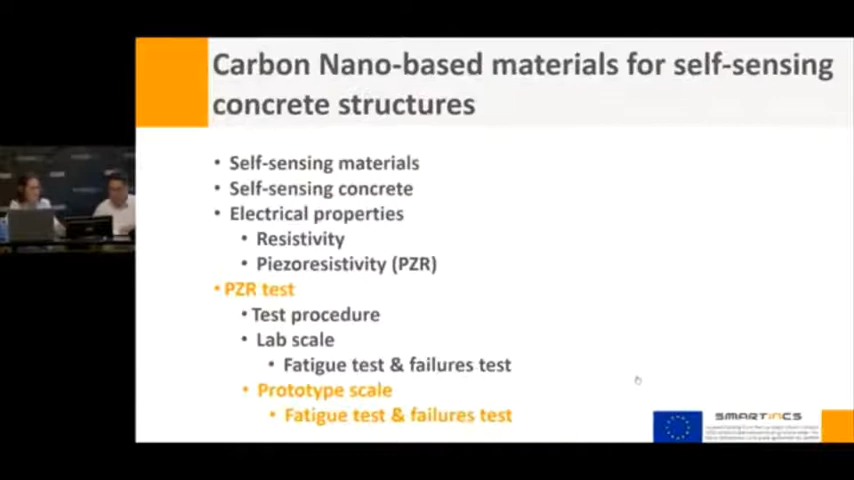 Carbon Nano-based materials for self-sensing
concrete structures
• Self-sensing materials
• Self-sensing concrete
• Electrical properties
• Resistivity
• Piezoresistivity (PZR)
• PZR test
• Test procedure
• Lab scale
• Fatigue test & failures test
• Prototype scale
• Fatigue test & failures test
SMARTINCS